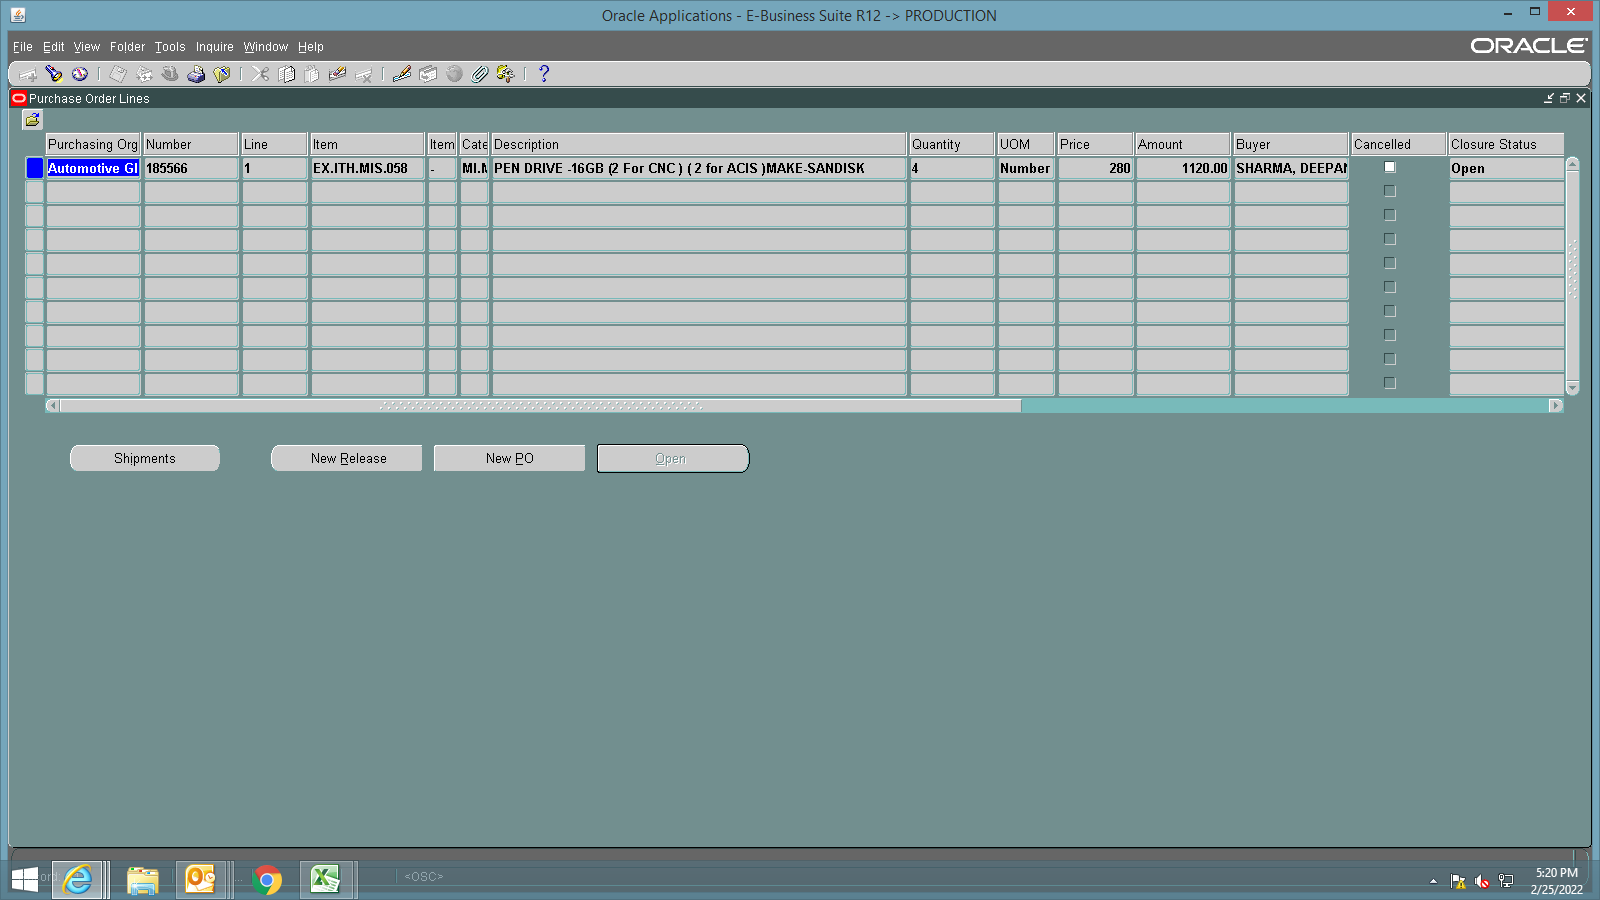 Oracle Applications - E-Business Suite R12 -> PRODUCTION
File Edit View Folder Tools Inquire Window Help
ORACLE
Purchase Order Lines
Purchasing Org Number Line Item Item Cate Description Quantity UOM Price Amount Buyer Cancelled Closure Status
Automotive Gl 185566 1 EX.ITH.MIS.058 - MI. PEN DRIVE -16GB (2 For CNC ) ( 2 for ACIS )MAKE-SANDISK 4 Number 280 1120.00 SHARMA, DEEPAN Open
Shipments New Release New PO Open
ord... ... <OSC>
5:20 PM
2/25/2022